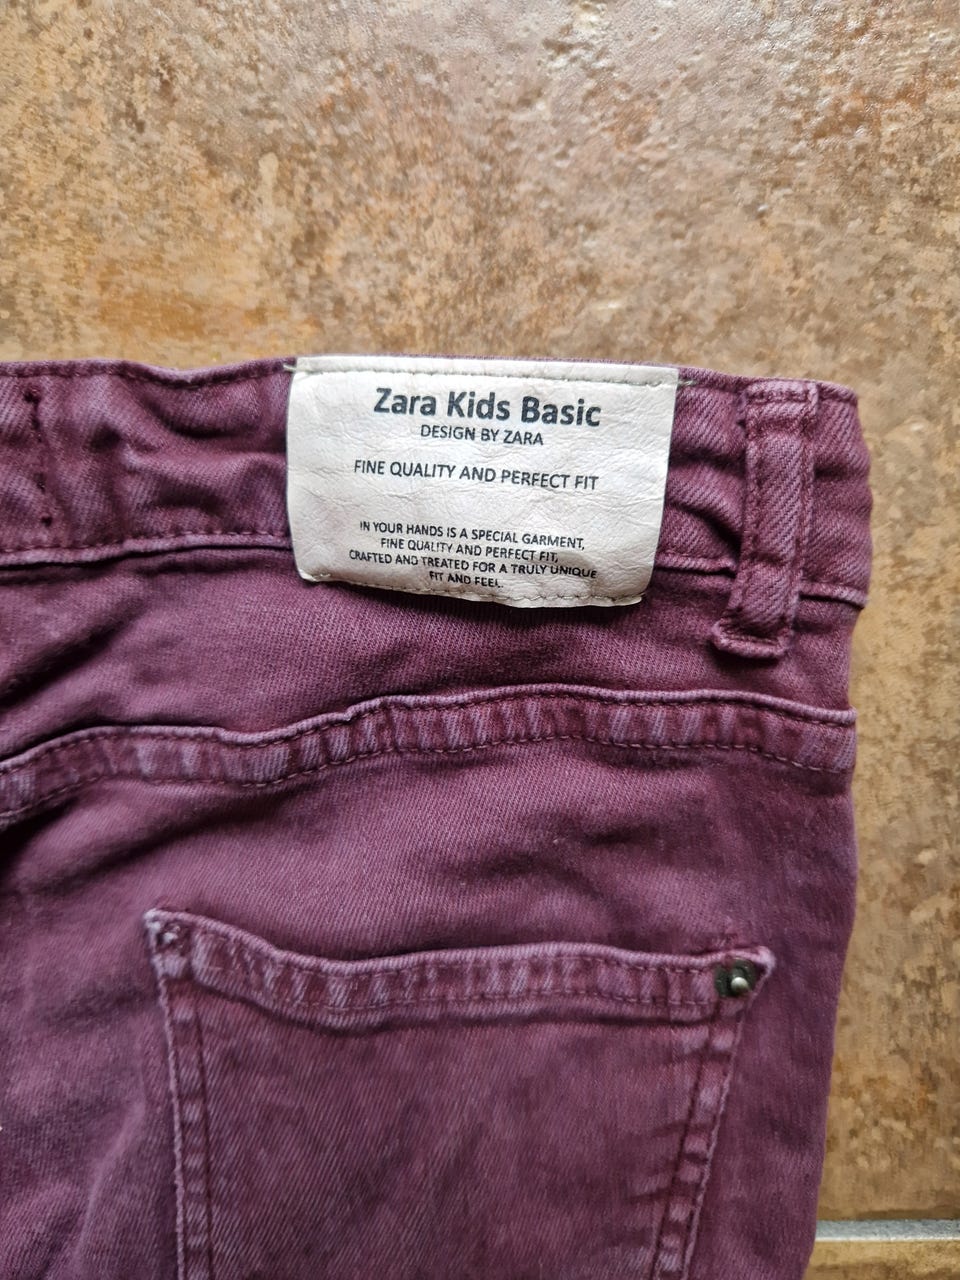 Zara Kids Basic
DESIGN BY ZARA
FINE QUALITY AND PERFECT FIT
IN YOUR HANDS IS A SPECIAL GARMENT,
FINE QUALITY AND PERFECT FIT,
CRAFTED AND TREATED FOR A TRULY UNIQUE
FIT AND FEEL.